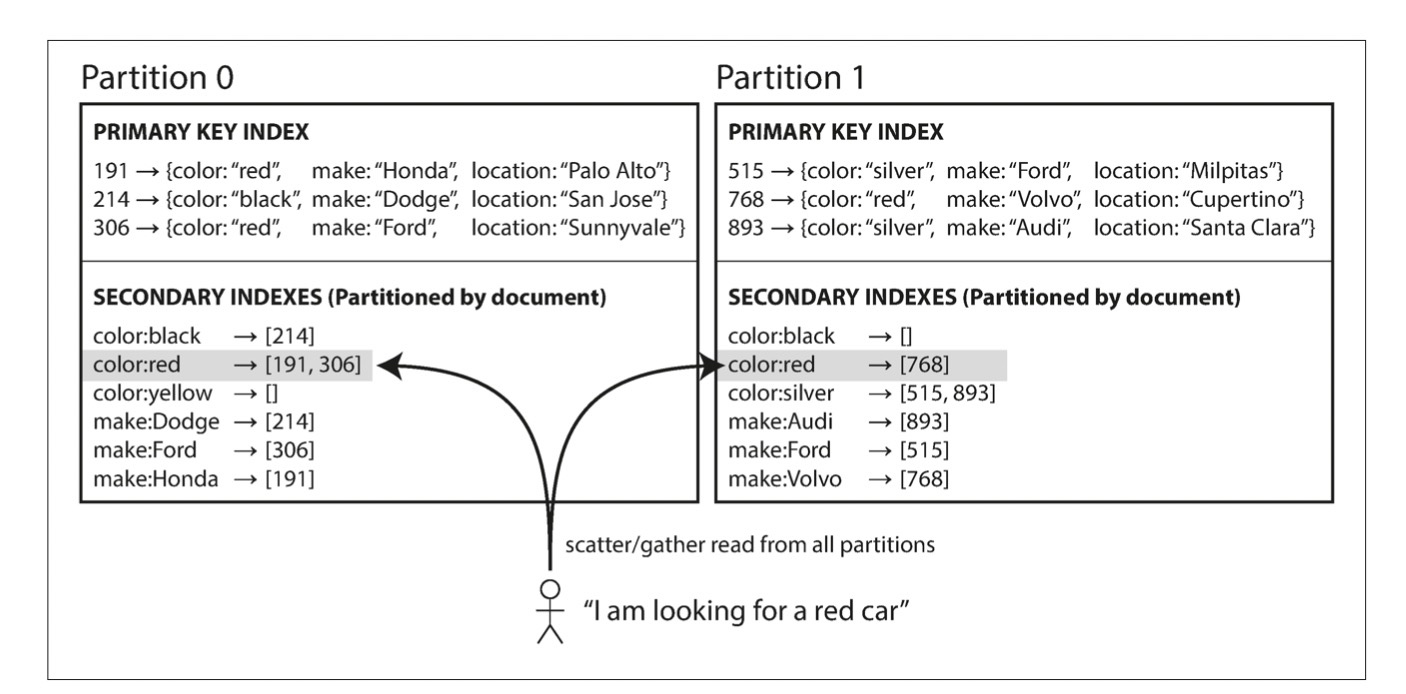 Partition 0
PRIMARY KEY INDEX
191 → {color: “red”, make: “Honda”, location: “Palo Alto”}
214 → {color: “black”, make: “Dodge”, location: “San Jose”}
306 → {color: “red”, make: “Ford”, location: “Sunnyvale”}
SECONDARY INDEXES (Partitioned by document)
color:black → [214]
color:red → [191, 306]
color:yellow → []
make:Dodge → [214]
make:Ford → [306]
make:Honda → [191]
Partition 1
PRIMARY KEY INDEX
515 → {color: “silver”, make: “Ford”, location: “Milpitas”}
768 → {color: “red”, make: “Volvo”, location: “Cupertino”}
893 → {color: “silver”, make: “Audi”, location: “Santa Clara”}
SECONDARY INDEXES (Partitioned by document)
color:black → []
color:red → [768]
color:silver → [515, 893]
make:Audi → [893]
make:Ford → [515]
make:Volvo → [768]
scatter/gather read from all partitions
“I am looking for a red car”